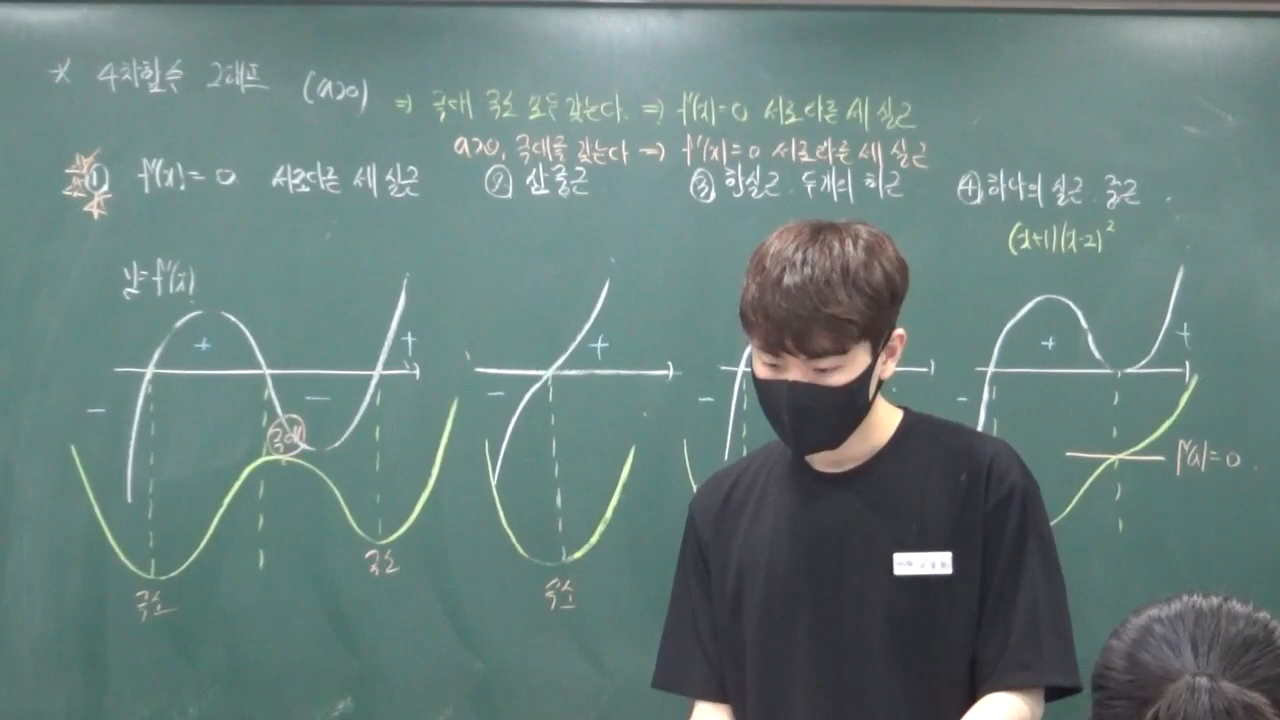 * 4차함수 그래프 (a>0)
⇒ 극대 극소 모두 갖는다. ⇒ f'(x)=0 서로다른 세 실근
a>0, 극대를 갖는다 ⇒ f'(x)=0 서로다른 세 실근
① f'(x)=0 서로다른 세 실근
② 삼중근
③ 한실근, 두개의 허근
④ 하나의 실근, 중근.
(x+1)(x-2)²
y=f'(x)
+
+
-
-
극대
극소
극소
+
-
극소
-
-
+
+
-
f'(x)=0.